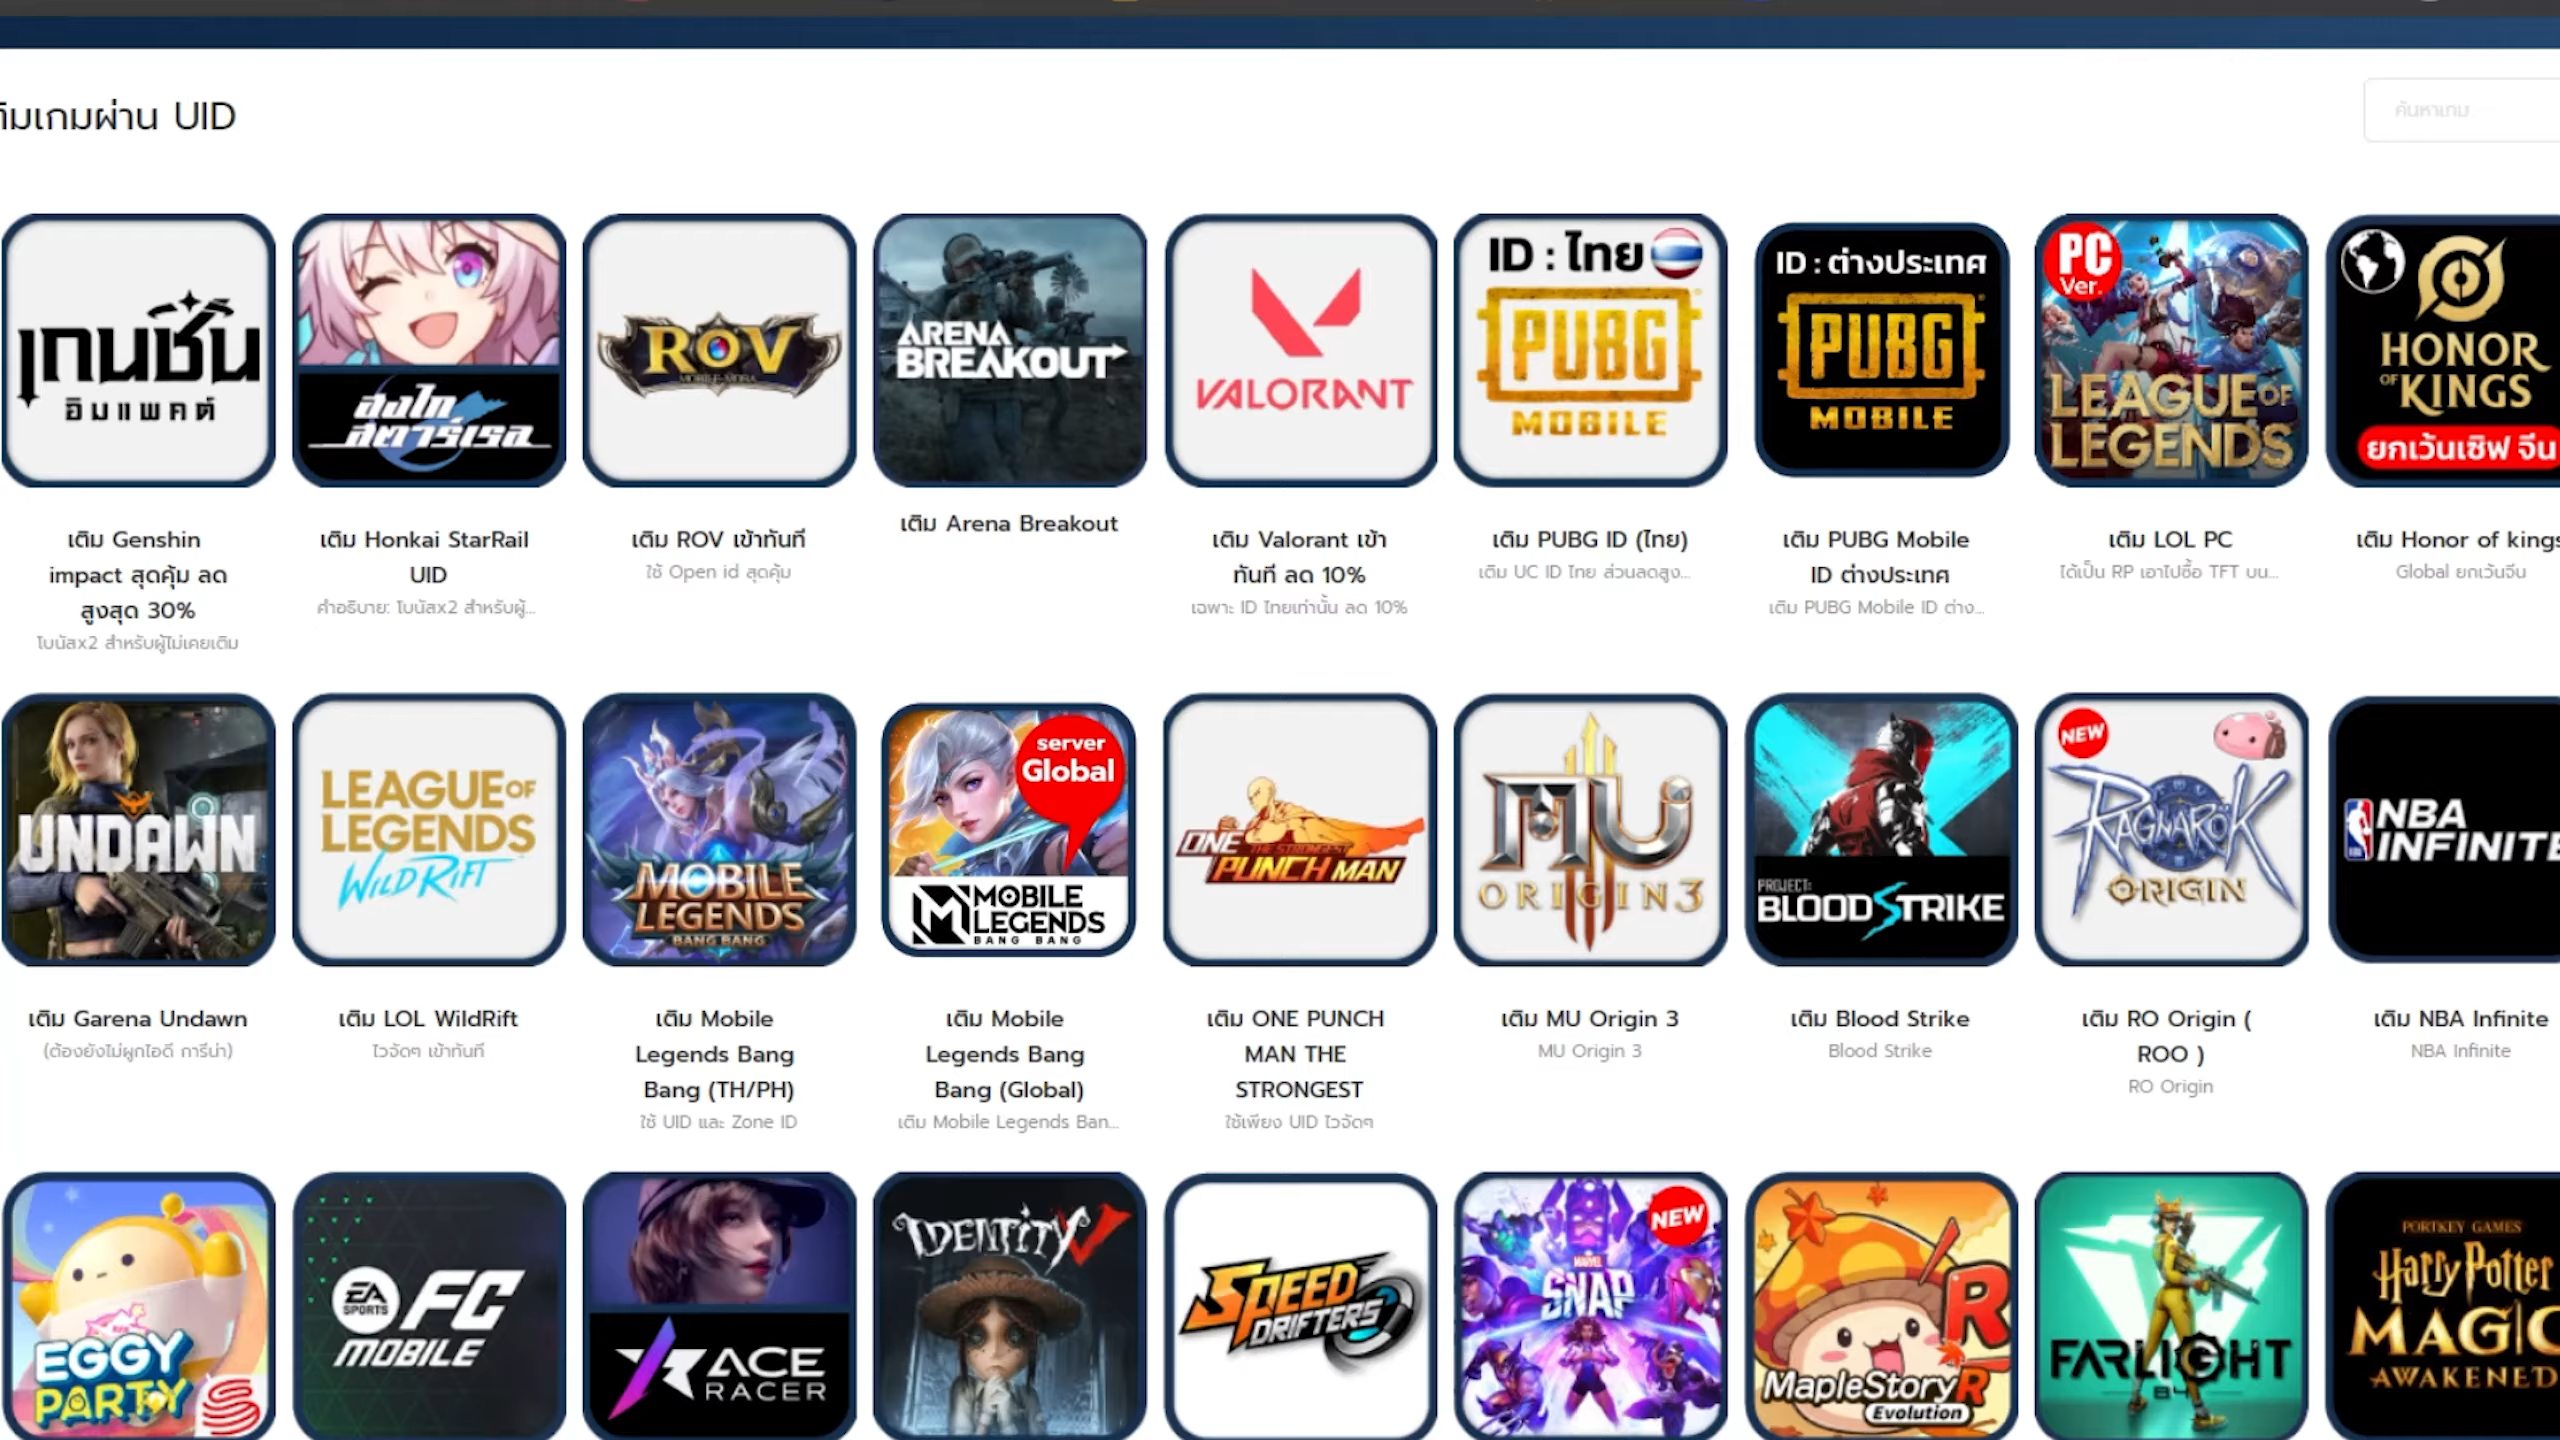 ติมเกมผ่าน UID
ค้นหาเกม
เกนชิน
อิมแพคต์
ฮงไก
สตาร์เรล
ROV
MOBILE MOBA
ARENA
BREAKOUT
VALORANT
ID : ไทย
PUBG
MOBILE
ID : ต่างประเทศ
PUBG
MOBILE
PC
Ver.
LEAGUE OF
LEGENDS
HONOR
OF KINGS
ยกเว้นเซิฟ จีน
เติม Genshin
impact สุดคุ้ม ลด
สูงสุด 30%
โบนัสx2 สำหรับผู้ไม่เคยเติม
เติม Honkai StarRail
UID
คำอธิบาย: โบนัสx2 สำหรับผู้...
เติม ROV เข้าทันที
ใช้ Open id สุดคุ้ม
เติม Arena Breakout
เติม Valorant เข้า
ทันที ลด 10%
เฉพาะ ID ไทยเท่านั้น ลด 10%
เติม PUBG ID (ไทย)
เติม UC ID ไทย ส่วนลดสูง...
เติม PUBG Mobile
ID ต่างประเทศ
เติม PUBG Mobile ID ต่าง...
เติม LOL PC
ได้เป็น RP เอาไปซื้อ TFT บน...
เติม Honor of kings
Global ยกเว้นจีน
UNDAWN
LEAGUE OF
LEGENDS
WILD RIFT
MOBILE
LEGENDS
BANG BANG
server
Global
MOBILE
LEGENDS
BANG BANG
ONE THE STRONGEST
PUNCH MAN
MU
ORIGIN 3
PROJECT:
BLOOD STRIKE
NEW
RAGNAROK
ORIGIN
NBA
INFINITE
เติม Garena Undawn
(ต้องยังไม่ผูกไอดี การีน่า)
เติม LOL WildRift
ไวจัดๆ เข้าทันที
เติม Mobile
Legends Bang
Bang (TH/PH)
ใช้ UID และ Zone ID
เติม Mobile
Legends Bang
Bang (Global)
เติม Mobile Legends Ban...
เติม ONE PUNCH
MAN THE
STRONGEST
ใช้เพียง UID ไวจัดๆ
เติม MU Origin 3
MU Origin 3
เติม Blood Strike
Blood Strike
เติม RO Origin (
ROO )
RO Origin
เติม NBA Infinite
NBA Infinite
EGGY
PARTY
EA
SPORTS
FC
MOBILE
ACE
RACER
IDENTITY V
SPEED
DRIFTERS
NEW
MARVEL
SNAP
R
MapleStory R
Evolution
FARLIGHT
84
PORTKEY GAMES
Harry Potter
MAGIC
AWAKENED